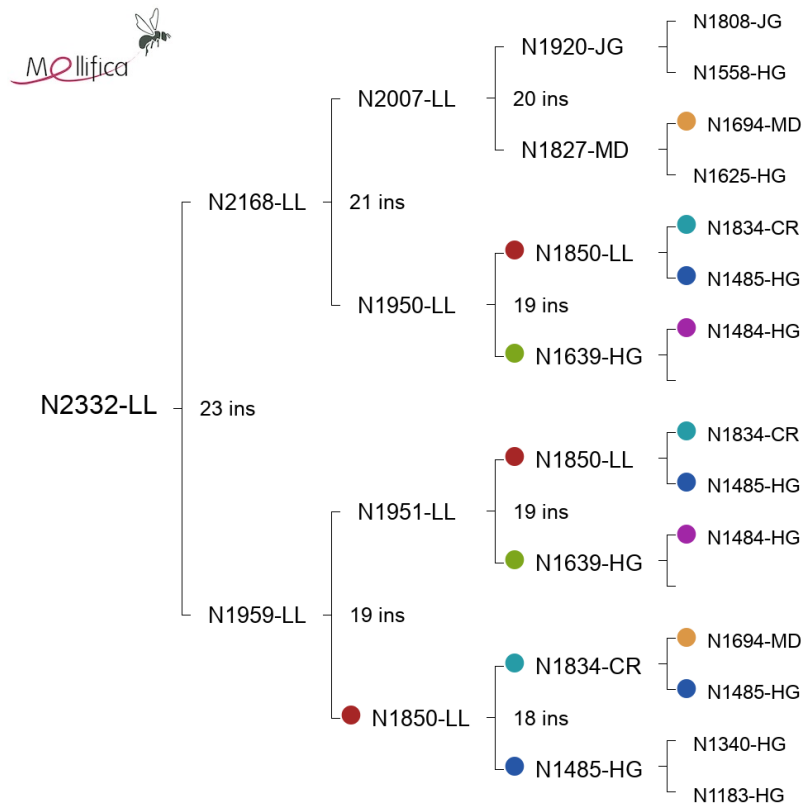 Mellifica
N1808-JG
N1920-JG
N1558-HG
N2007-LL
20 ins
N1694-MD
N1827-MD
N1625-HG
N2168-LL
21 ins
N1834-CR
N1850-LL
N1485-HG
N1950-LL
19 ins
N1484-HG
N1639-HG
N2332-LL
23 ins
N1834-CR
N1850-LL
N1485-HG
N1951-LL
19 ins
N1484-HG
N1639-HG
N1959-LL
19 ins
N1694-MD
N1834-CR
N1485-HG
N1850-LL
18 ins
N1340-HG
N1485-HG
N1183-HG